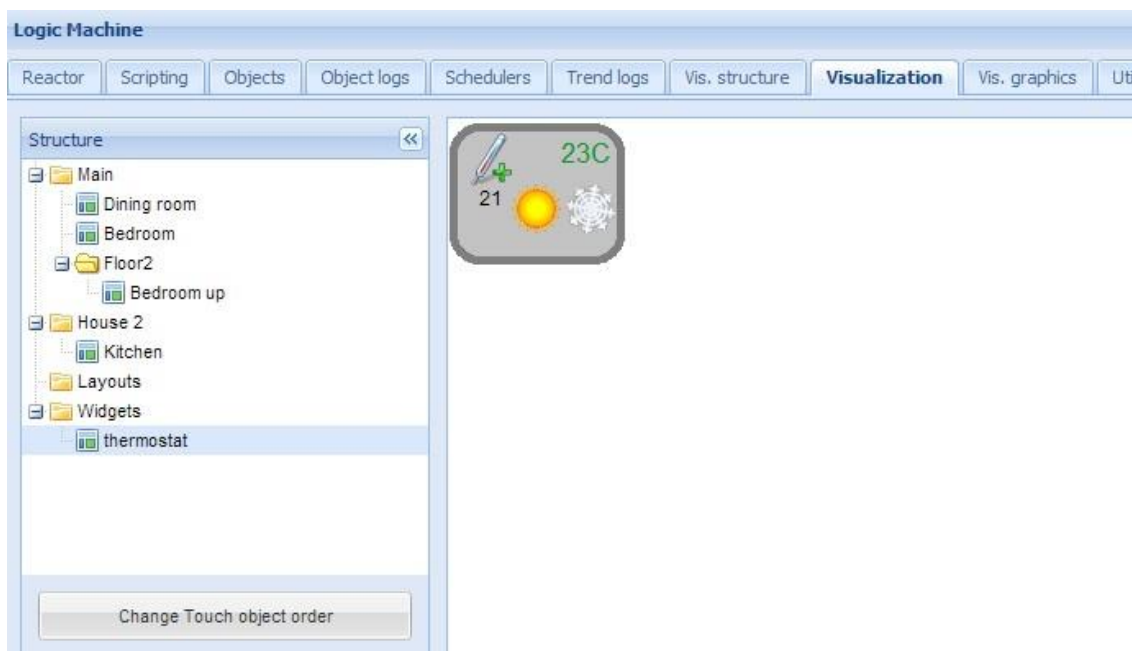 Logic Machine
Reactor Scripting Objects Object logs Schedulers Trend logs Vis. structure Visualization Vis. graphics Uti
Structure
Main
Dining room
Bedroom
Floor2
Bedroom up
House 2
Kitchen
Layouts
Widgets
thermostat
Change Touch object order
23C
21